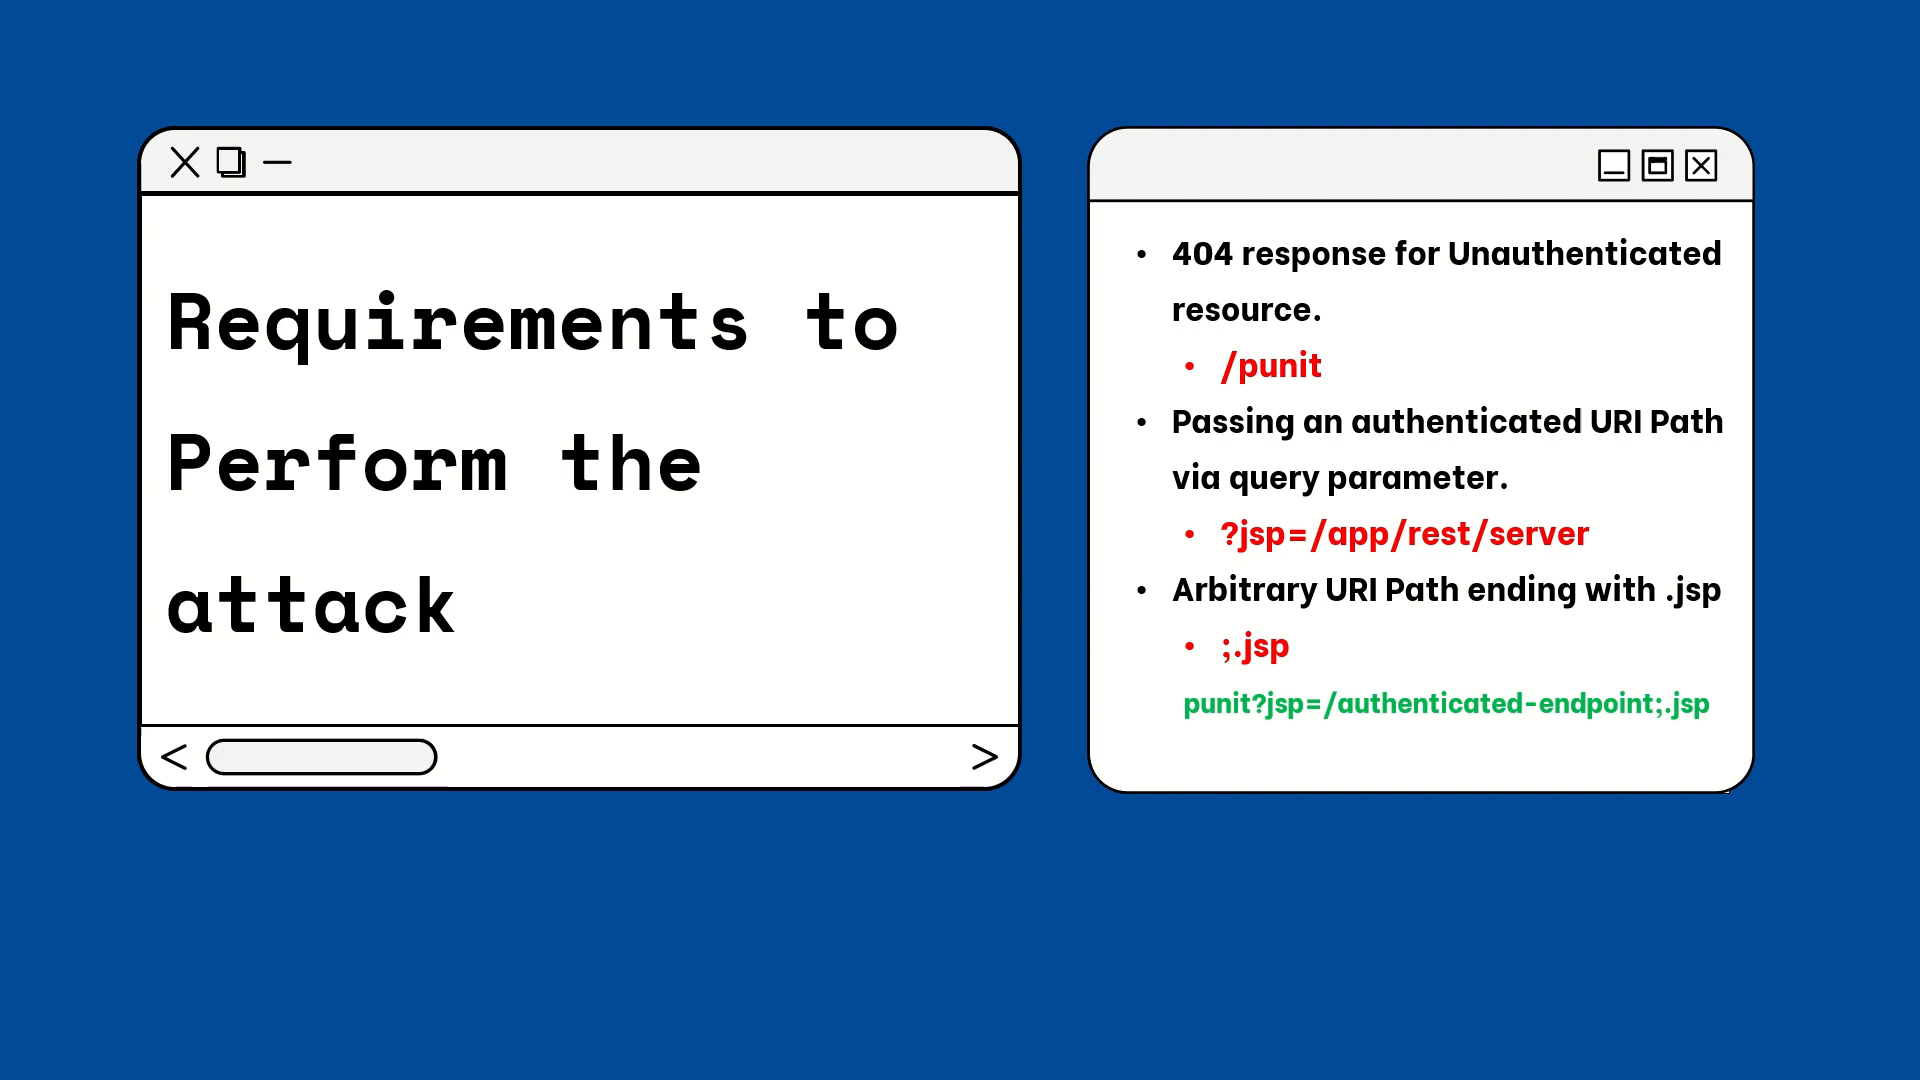 Requirements to
Perform the
attack
• 404 response for Unauthenticated
resource.
• /punit
• Passing an authenticated URI Path
via query parameter.
• ?jsp=/app/rest/server
• Arbitrary URI Path ending with .jsp
• ;.jsp
punit?jsp=/authenticated-endpoint;.jsp